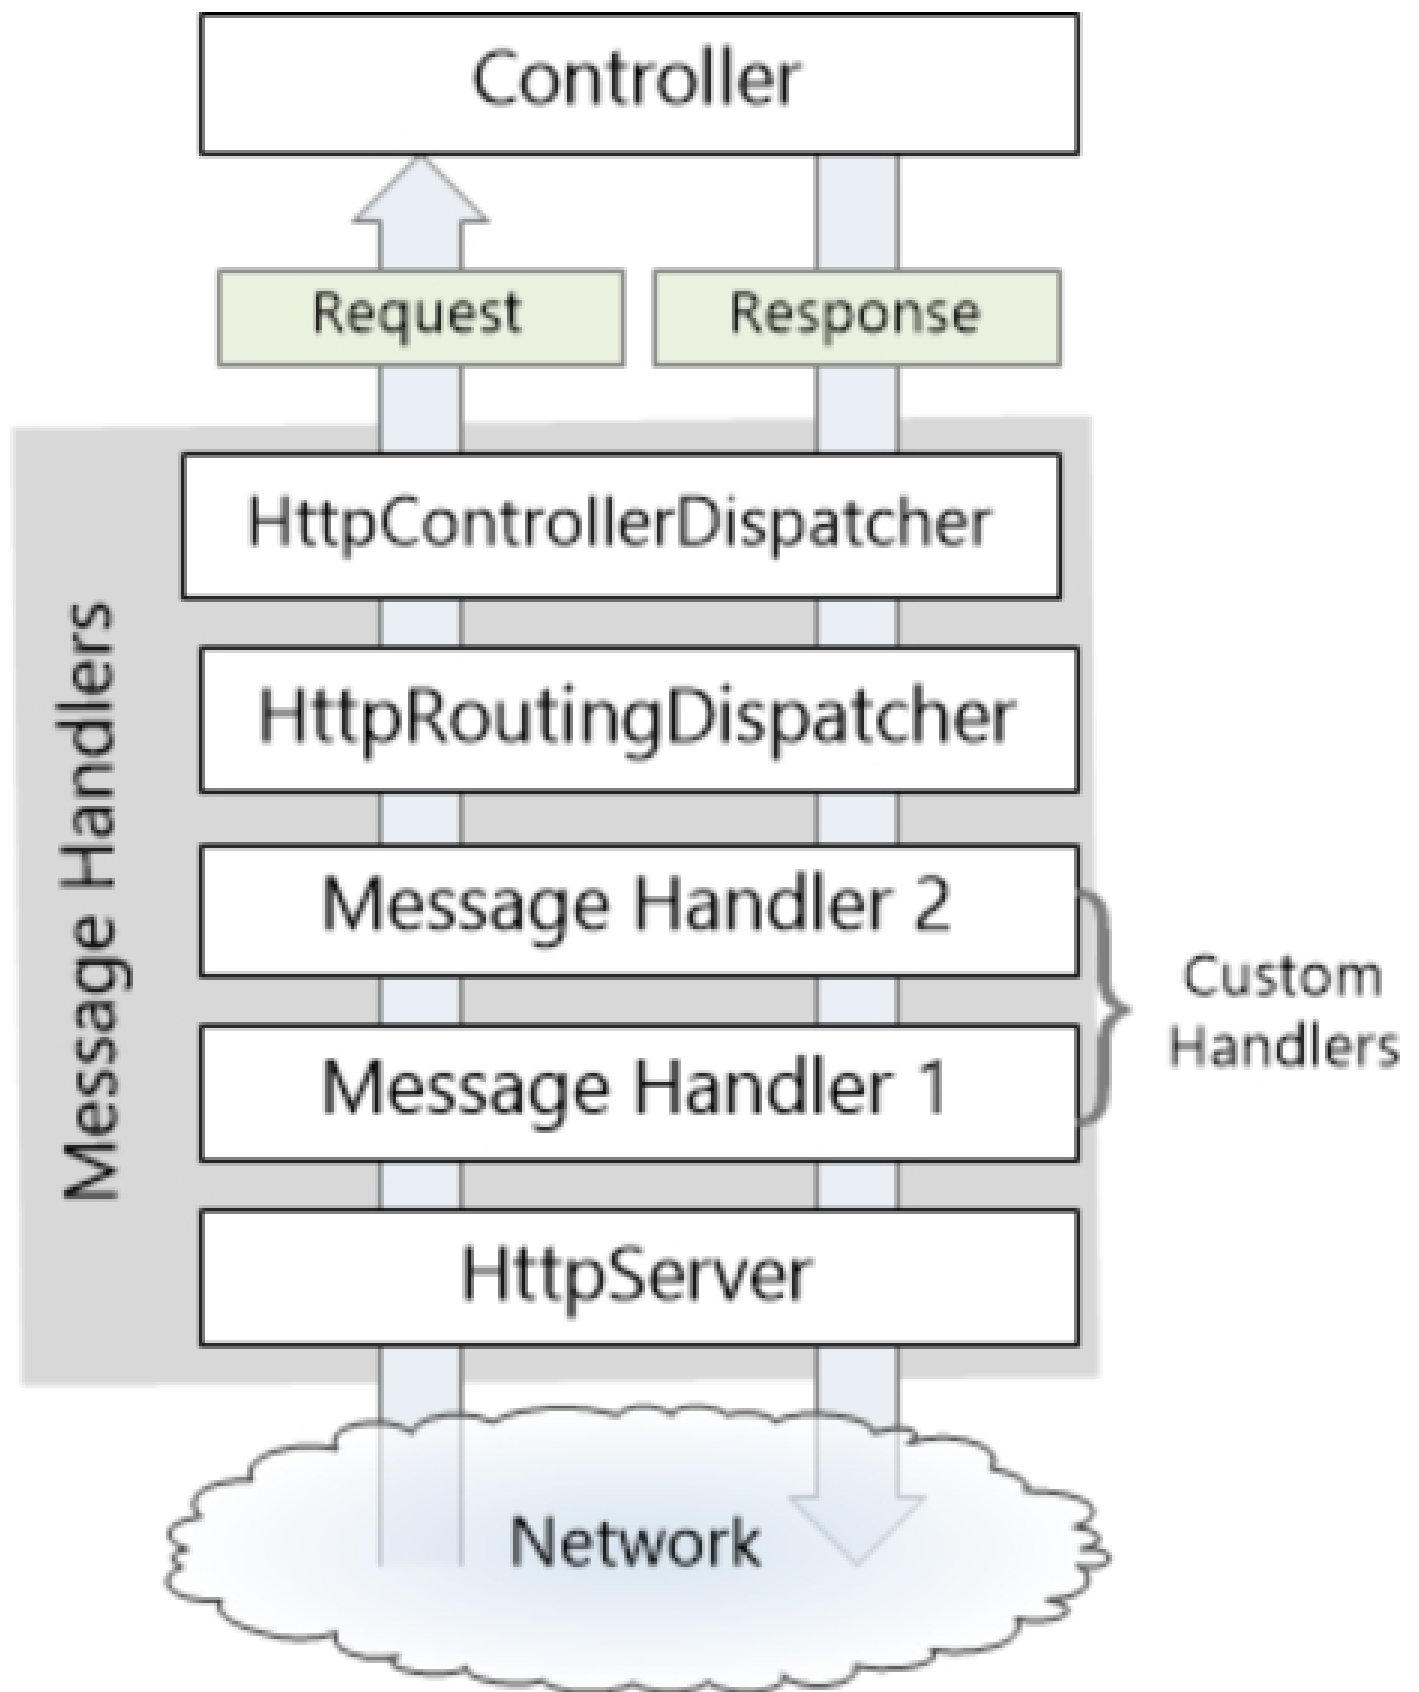 Controller
Request
Response
Message Handlers
HttpControllerDispatcher
HttpRoutingDispatcher
Message Handler 2
Message Handler 1
Custom
Handlers
HttpServer
Network